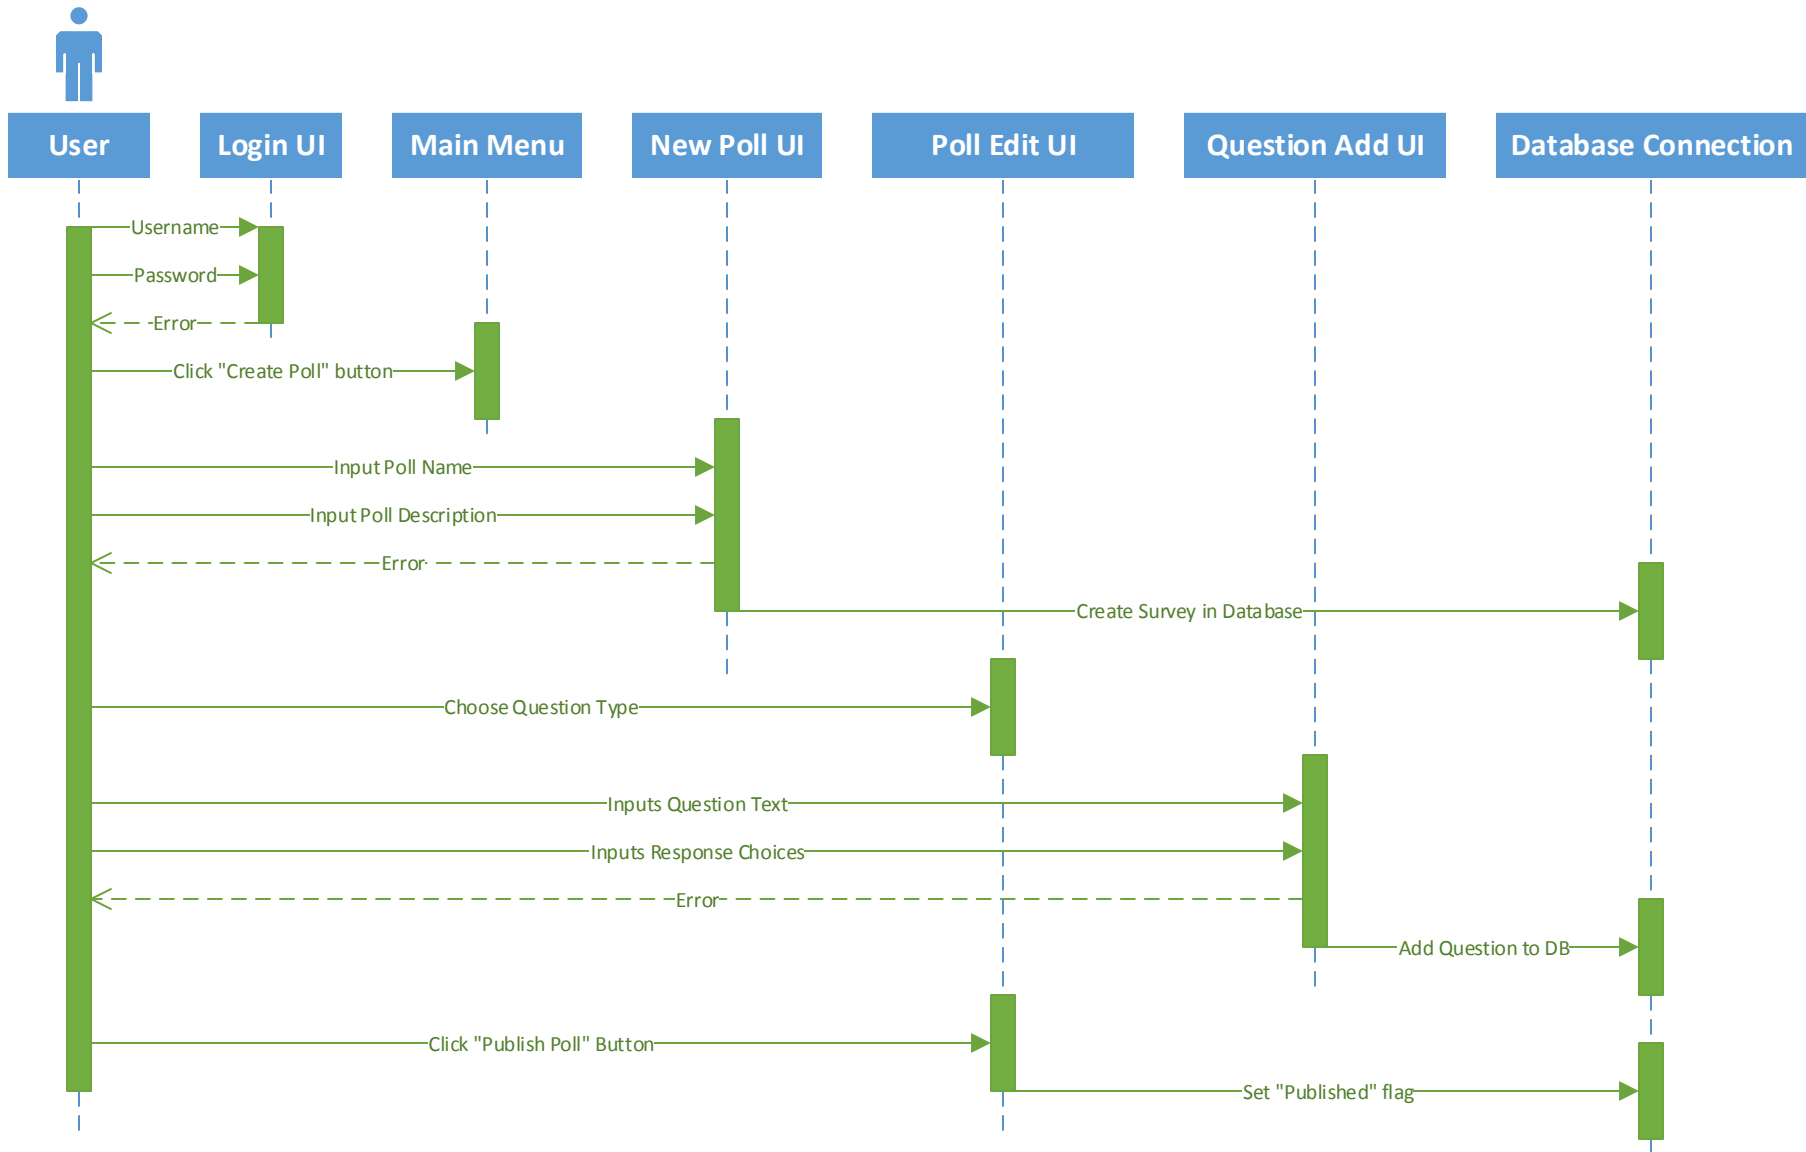 User
Login UI
Main Menu
New Poll UI
Poll Edit UI
Question Add UI
Database Connection
Username
Password
Error
Click "Create Poll" button
Input Poll Name
Input Poll Description
Error
Create Survey in Database
Choose Question Type
Inputs Question Text
Inputs Response Choices
Error
Add Question to DB
Click "Publish Poll" Button
Set "Published" flag